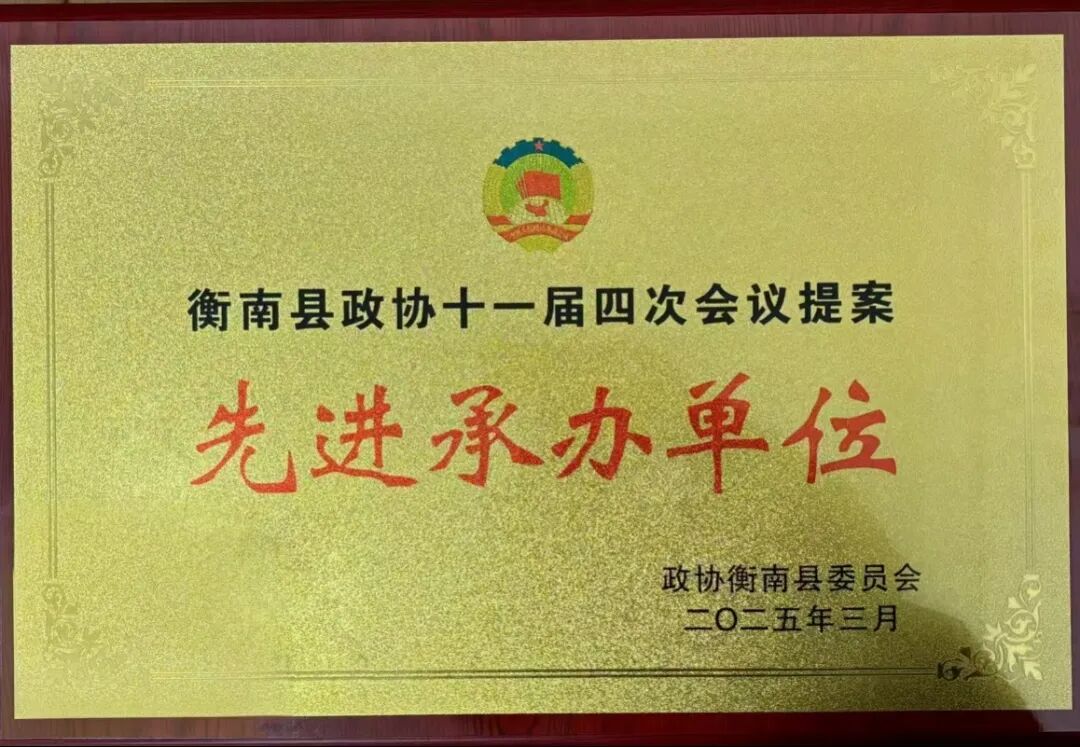 衡南县政协十一届四次会议提案
先进承办单位
政协衡南县委员会
二〇二五年三月